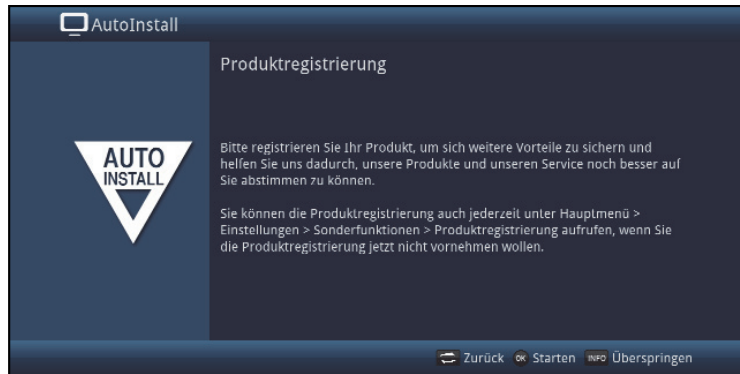 AutoInstall
Produktregistrierung
AUTO
INSTALL
Bitte registrieren Sie Ihr Produkt, um sich weitere Vorteile zu sichern und
helfen Sie uns dadurch, unsere Produkte und unseren Service noch besser auf
Sie abstimmen zu können.
Sie können die Produktregistrierung auch jederzeit unter Hauptmenü >
Einstellungen > Sonderfunktionen > Produktregistrierung aufrufen, wenn Sie
die Produktregistrierung jetzt nicht vornehmen wollen.
Zurück OK Starten INFO Überspringen